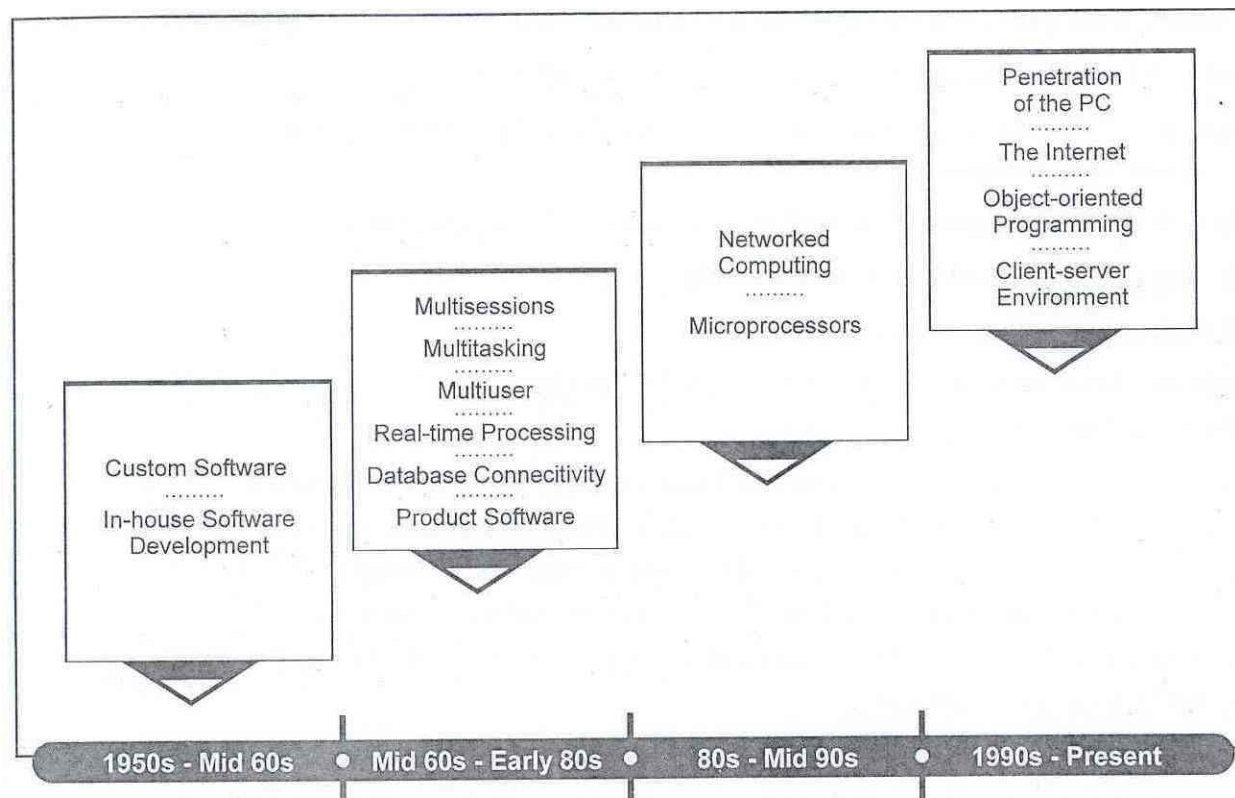 Custom Software
In-house Software
Development
Multisessions
Multitasking
Multiuser
Real-time Processing
Database Connecitivity
Product Software
Networked
Computing
Microprocessors
Penetration
of the PC
The Internet
Object-oriented
Programming
Client-server
Environment
1950s - Mid 60s
Mid 60s - Early 80s
80s - Mid 90s
1990s - Present